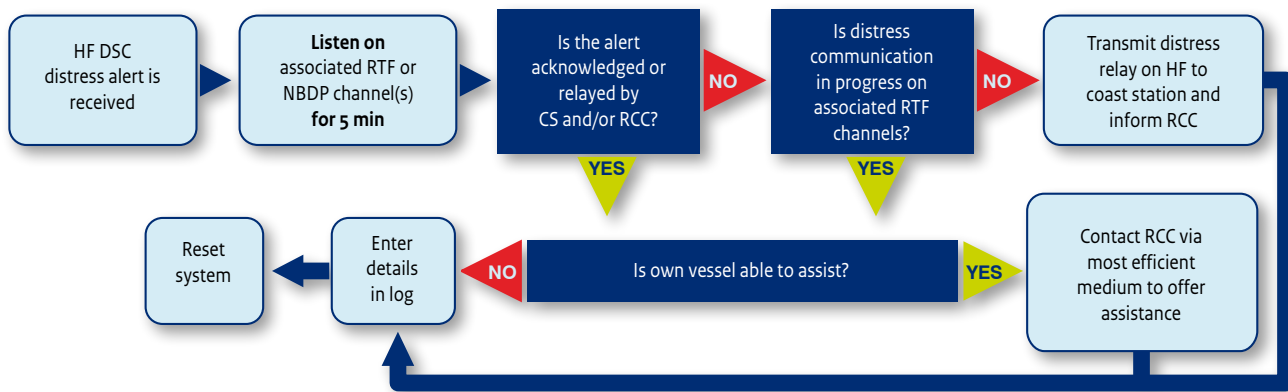 HF DSC
distress alert is
received
Listen on
associated RTF or
NBDP channel(s)
for 5 min
Is the alert
acknowledged or
relayed by
CS and/or RCC?
NO
YES
Is distress
communication
in progress on
associated RTF
channels?
NO
YES
Transmit distress
relay on HF to
coast station and
inform RCC
Reset
system
Enter
details
in log
NO
Is own vessel able to assist?
YES
Contact RCC via
most efficient
medium to offer
assistance